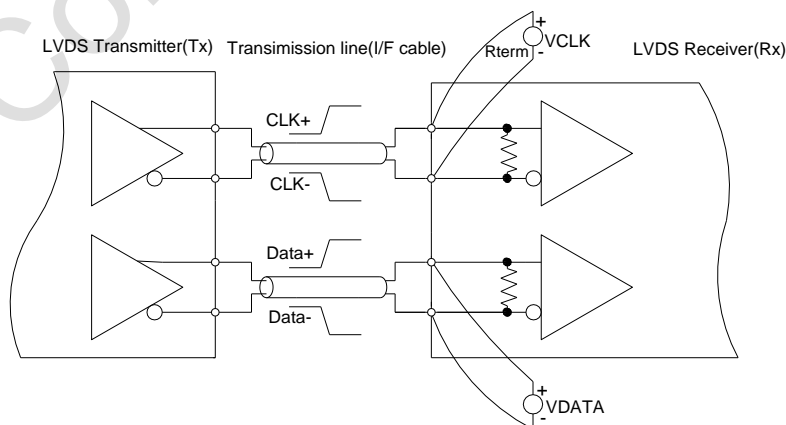 LVDS Transmitter(Tx) Transimission line(I/F cable) LVDS Receiver(Rx)
+
VCLK
-
Rterm
CLK+
CLK-
Data+
Data-
+
VDATA
-